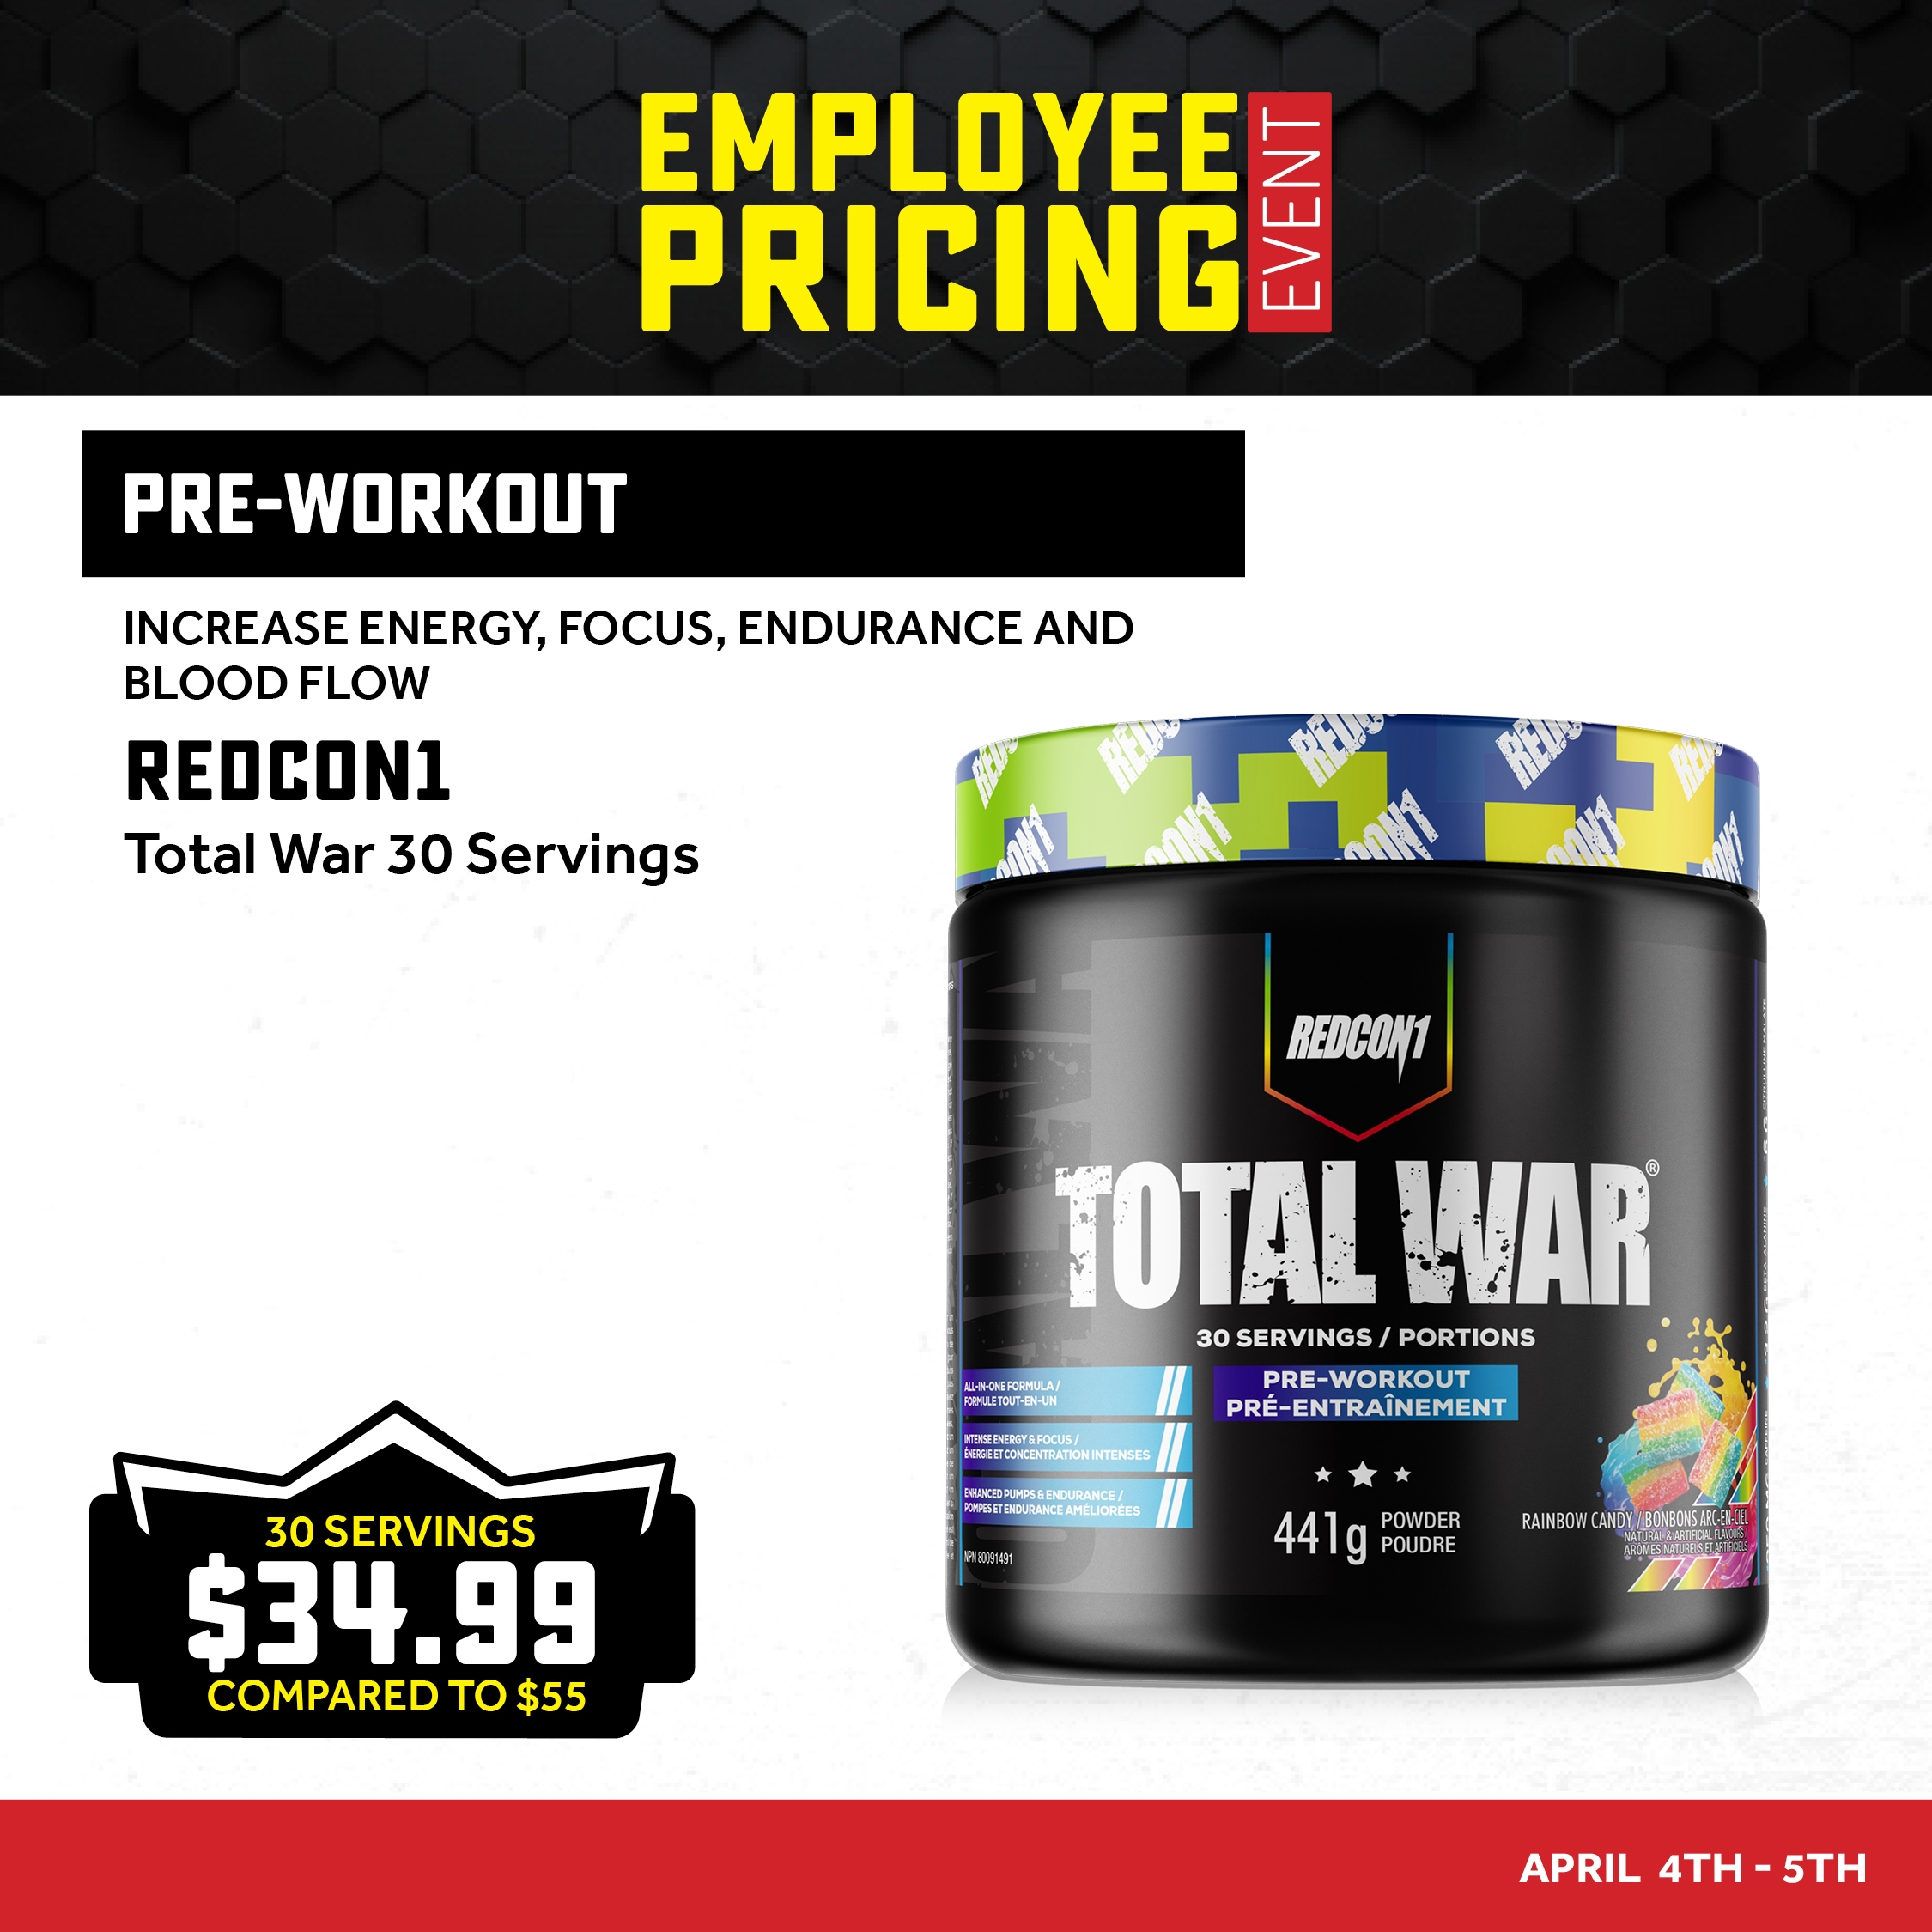 EMPLOYEE
PRICING
EVENT
PRE-WORKOUT
INCREASE ENERGY, FOCUS, ENDURANCE AND
BLOOD FLOW
REDCON1
Total War 30 Servings
REDCON1
TOTAL WAR®
30 SERVINGS / PORTIONS
PRE-WORKOUT
PRÉ-ENTRAÎNEMENT
ALL-IN-ONE FORMULA /
FORMULE TOUT-EN-UN
INTENSE ENERGY & FOCUS /
ÉNERGIE ET CONCENTRATION INTENSES
ENHANCED PUMPS & ENDURANCE /
POMPES ET ENDURANCE AMÉLIORÉES
NPN 80091491
441g POWDER
POUDRE
RAINBOW CANDY / BONBONS ARC-EN-CIEL
NATURAL & ARTIFICIAL FLAVOURS /
ARÔMES NATURELS ET ARTIFICIELS
30 SERVINGS
$34.99
COMPARED TO $55
APRIL 4TH - 5TH